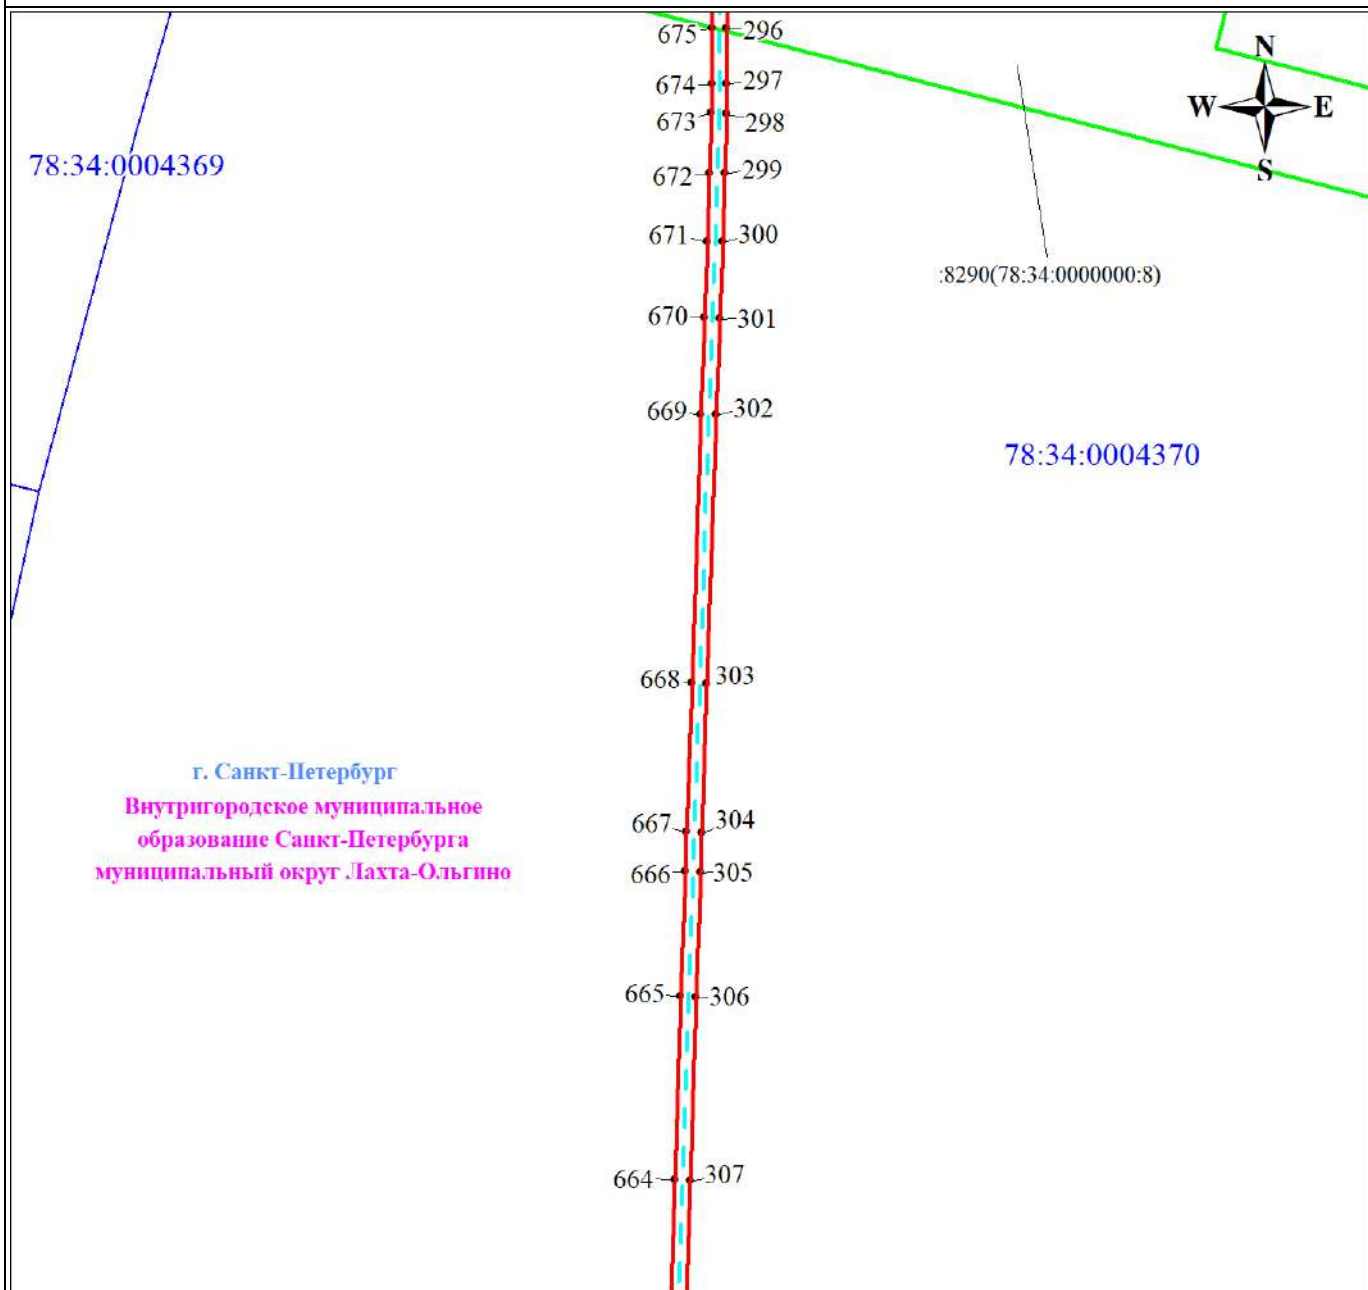 675 296
N
674 297
W E
673 298
78:34:0004369
672 299
S
671 300
:8290(78:34:0000000:8)
670 301
669 302
78:34:0004370
668 303
г. Санкт-Петербург
Внутригородское муниципальное
образование Санкт-Петербурга
муниципальный округ Лахта-Ольгино
667 304
666 305
665 306
664 307